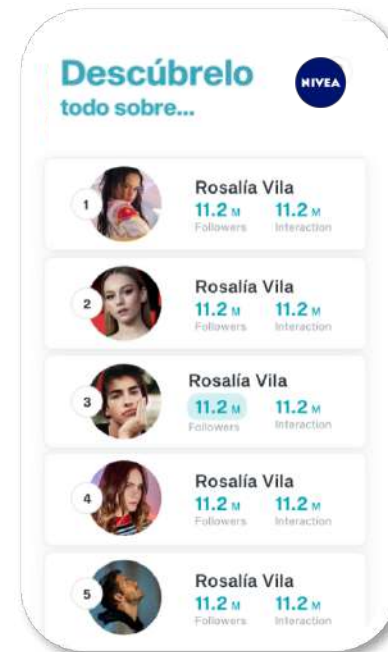 Descúbrelo
todo sobre...
NIVEA
1
Rosalía Vila
11.2 M 11.2 M
Followers Interaction
2
Rosalía Vila
11.2 M 11.2 M
Followers Interaction
3
Rosalía Vila
11.2 M 11.2 M
Followers Interaction
4
Rosalía Vila
11.2 M 11.2 M
Followers Interaction
5
Rosalía Vila
11.2 M 11.2 M
Followers Interaction